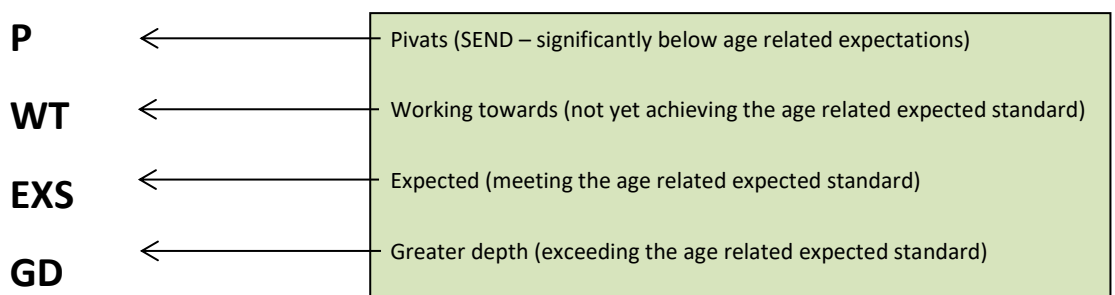 P
Pivats (SEND – significantly below age related expectations)
WT
Working towards (not yet achieving the age related expected standard)
EXS
Expected (meeting the age related expected standard)
GD
Greater depth (exceeding the age related expected standard)